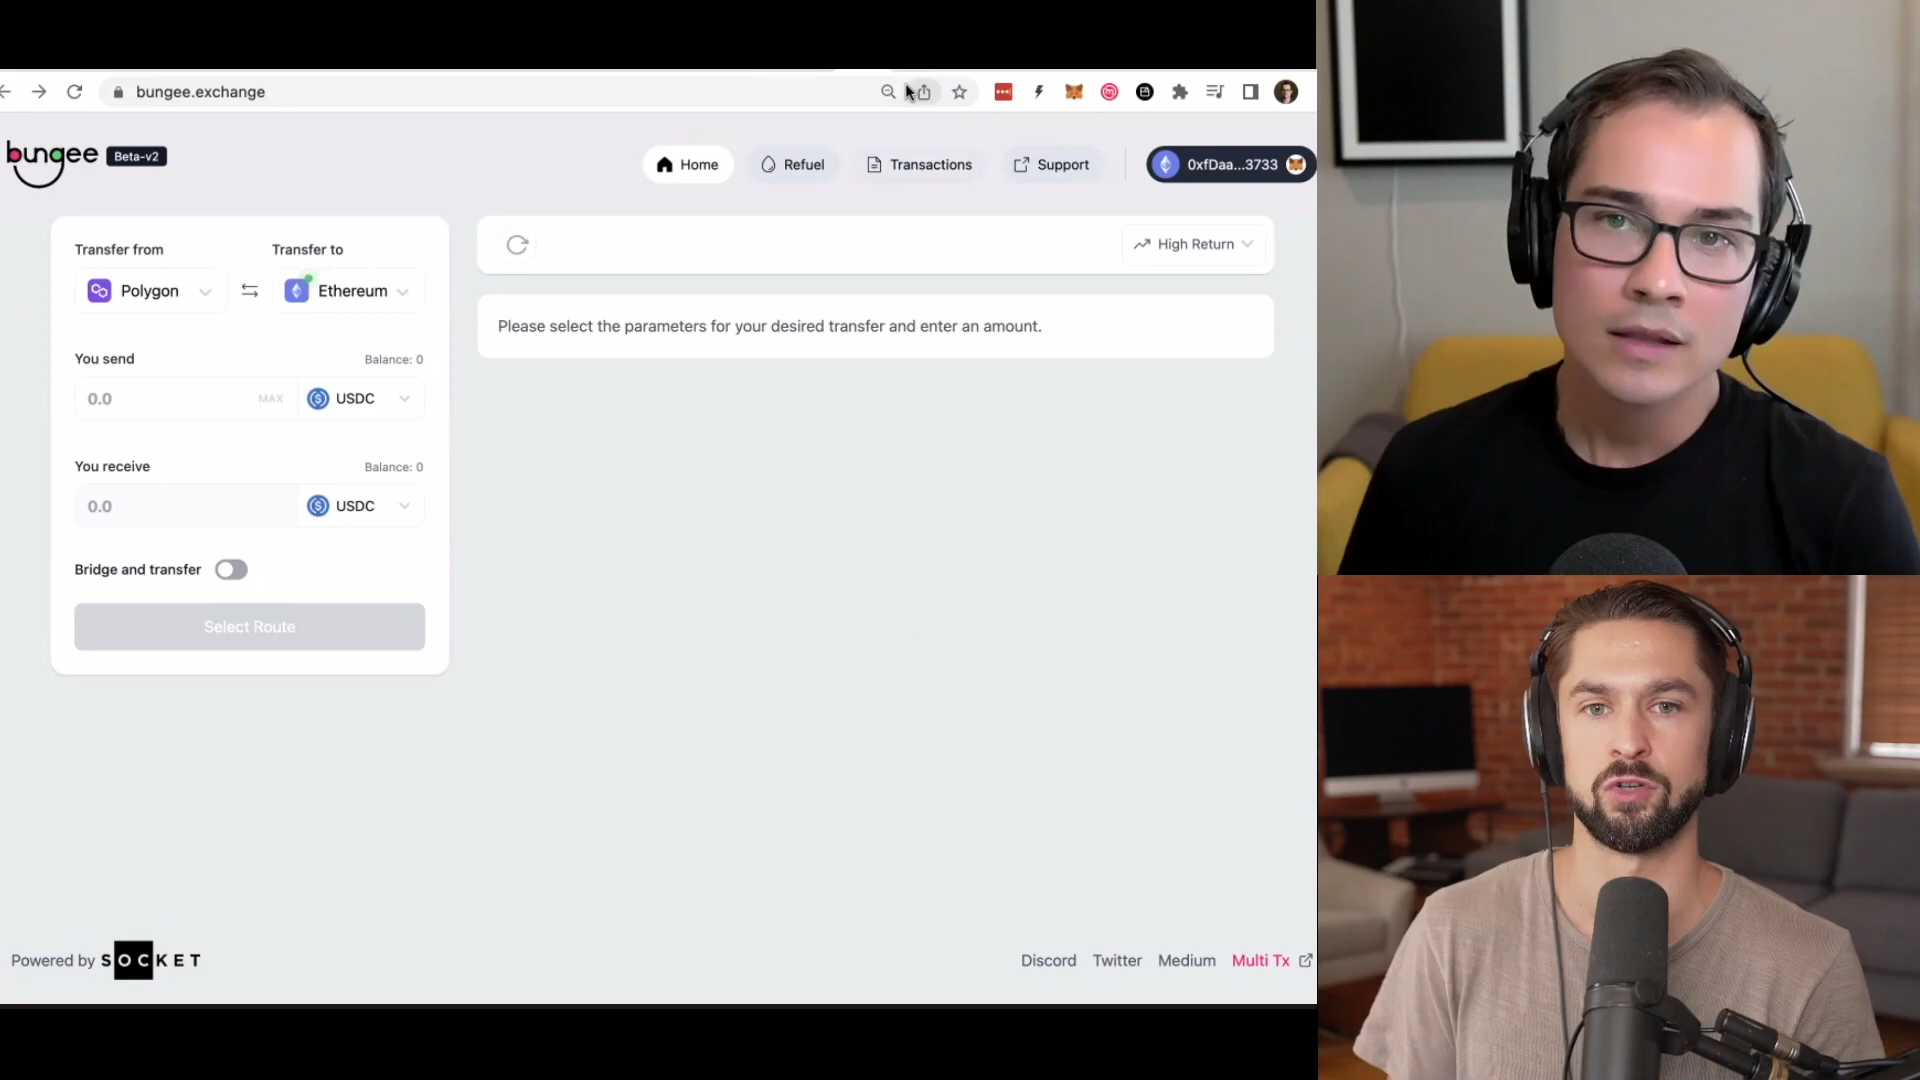 bungee.exchange
bungee Beta-v2
Home
Refuel
Transactions
Support
0xfDaa...3733
Transfer from
Transfer to
Polygon
Ethereum
High Return
Please select the parameters for your desired transfer and enter an amount.
You send
Balance: 0
0.0
MAX
USDC
You receive
Balance: 0
0.0
USDC
Bridge and transfer
Select Route
Powered by SOCKET
Discord
Twitter
Medium
Multi Tx